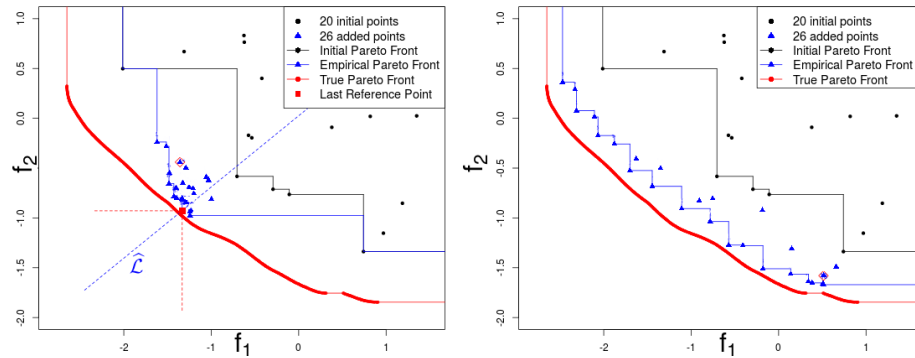 20 initial points
26 added points
Initial Pareto Front
Empirical Pareto Front
True Pareto Front
Last Reference Point
1.0
0.5
0.0
-0.5
-1.0
-1.5
-2.0
f2
L̂
-2
-1
0
1
f1
20 initial points
26 added points
Initial Pareto Front
Empirical Pareto Front
True Pareto Front
1.0
0.5
0.0
-0.5
-1.0
-1.5
-2.0
f2
-2
-1
0
1
f1